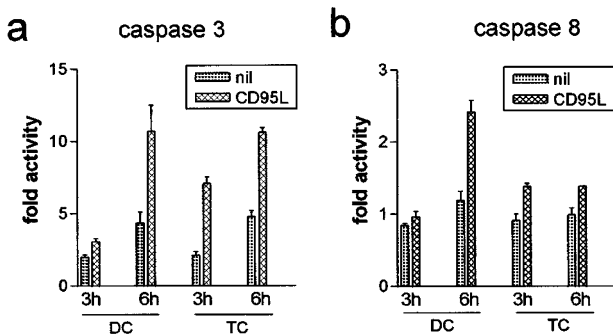 a
caspase 3
15
10
5
0
fold activity
nil
CD95L
3h 6h 3h 6h
DC TC
b
caspase 8
3
2
1
0
fold activity
nil
CD95L
3h 6h 3h 6h
DC TC